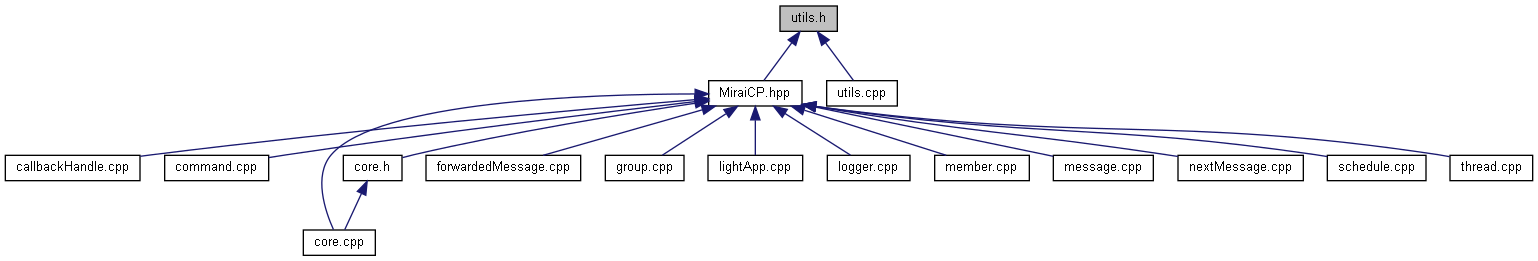 utils.h
MiraiCP.hpp
utils.cpp
callbackHandle.cpp
command.cpp
core.h
forwardedMessage.cpp
group.cpp
lightApp.cpp
logger.cpp
member.cpp
message.cpp
nextMessage.cpp
schedule.cpp
thread.cpp
core.cpp